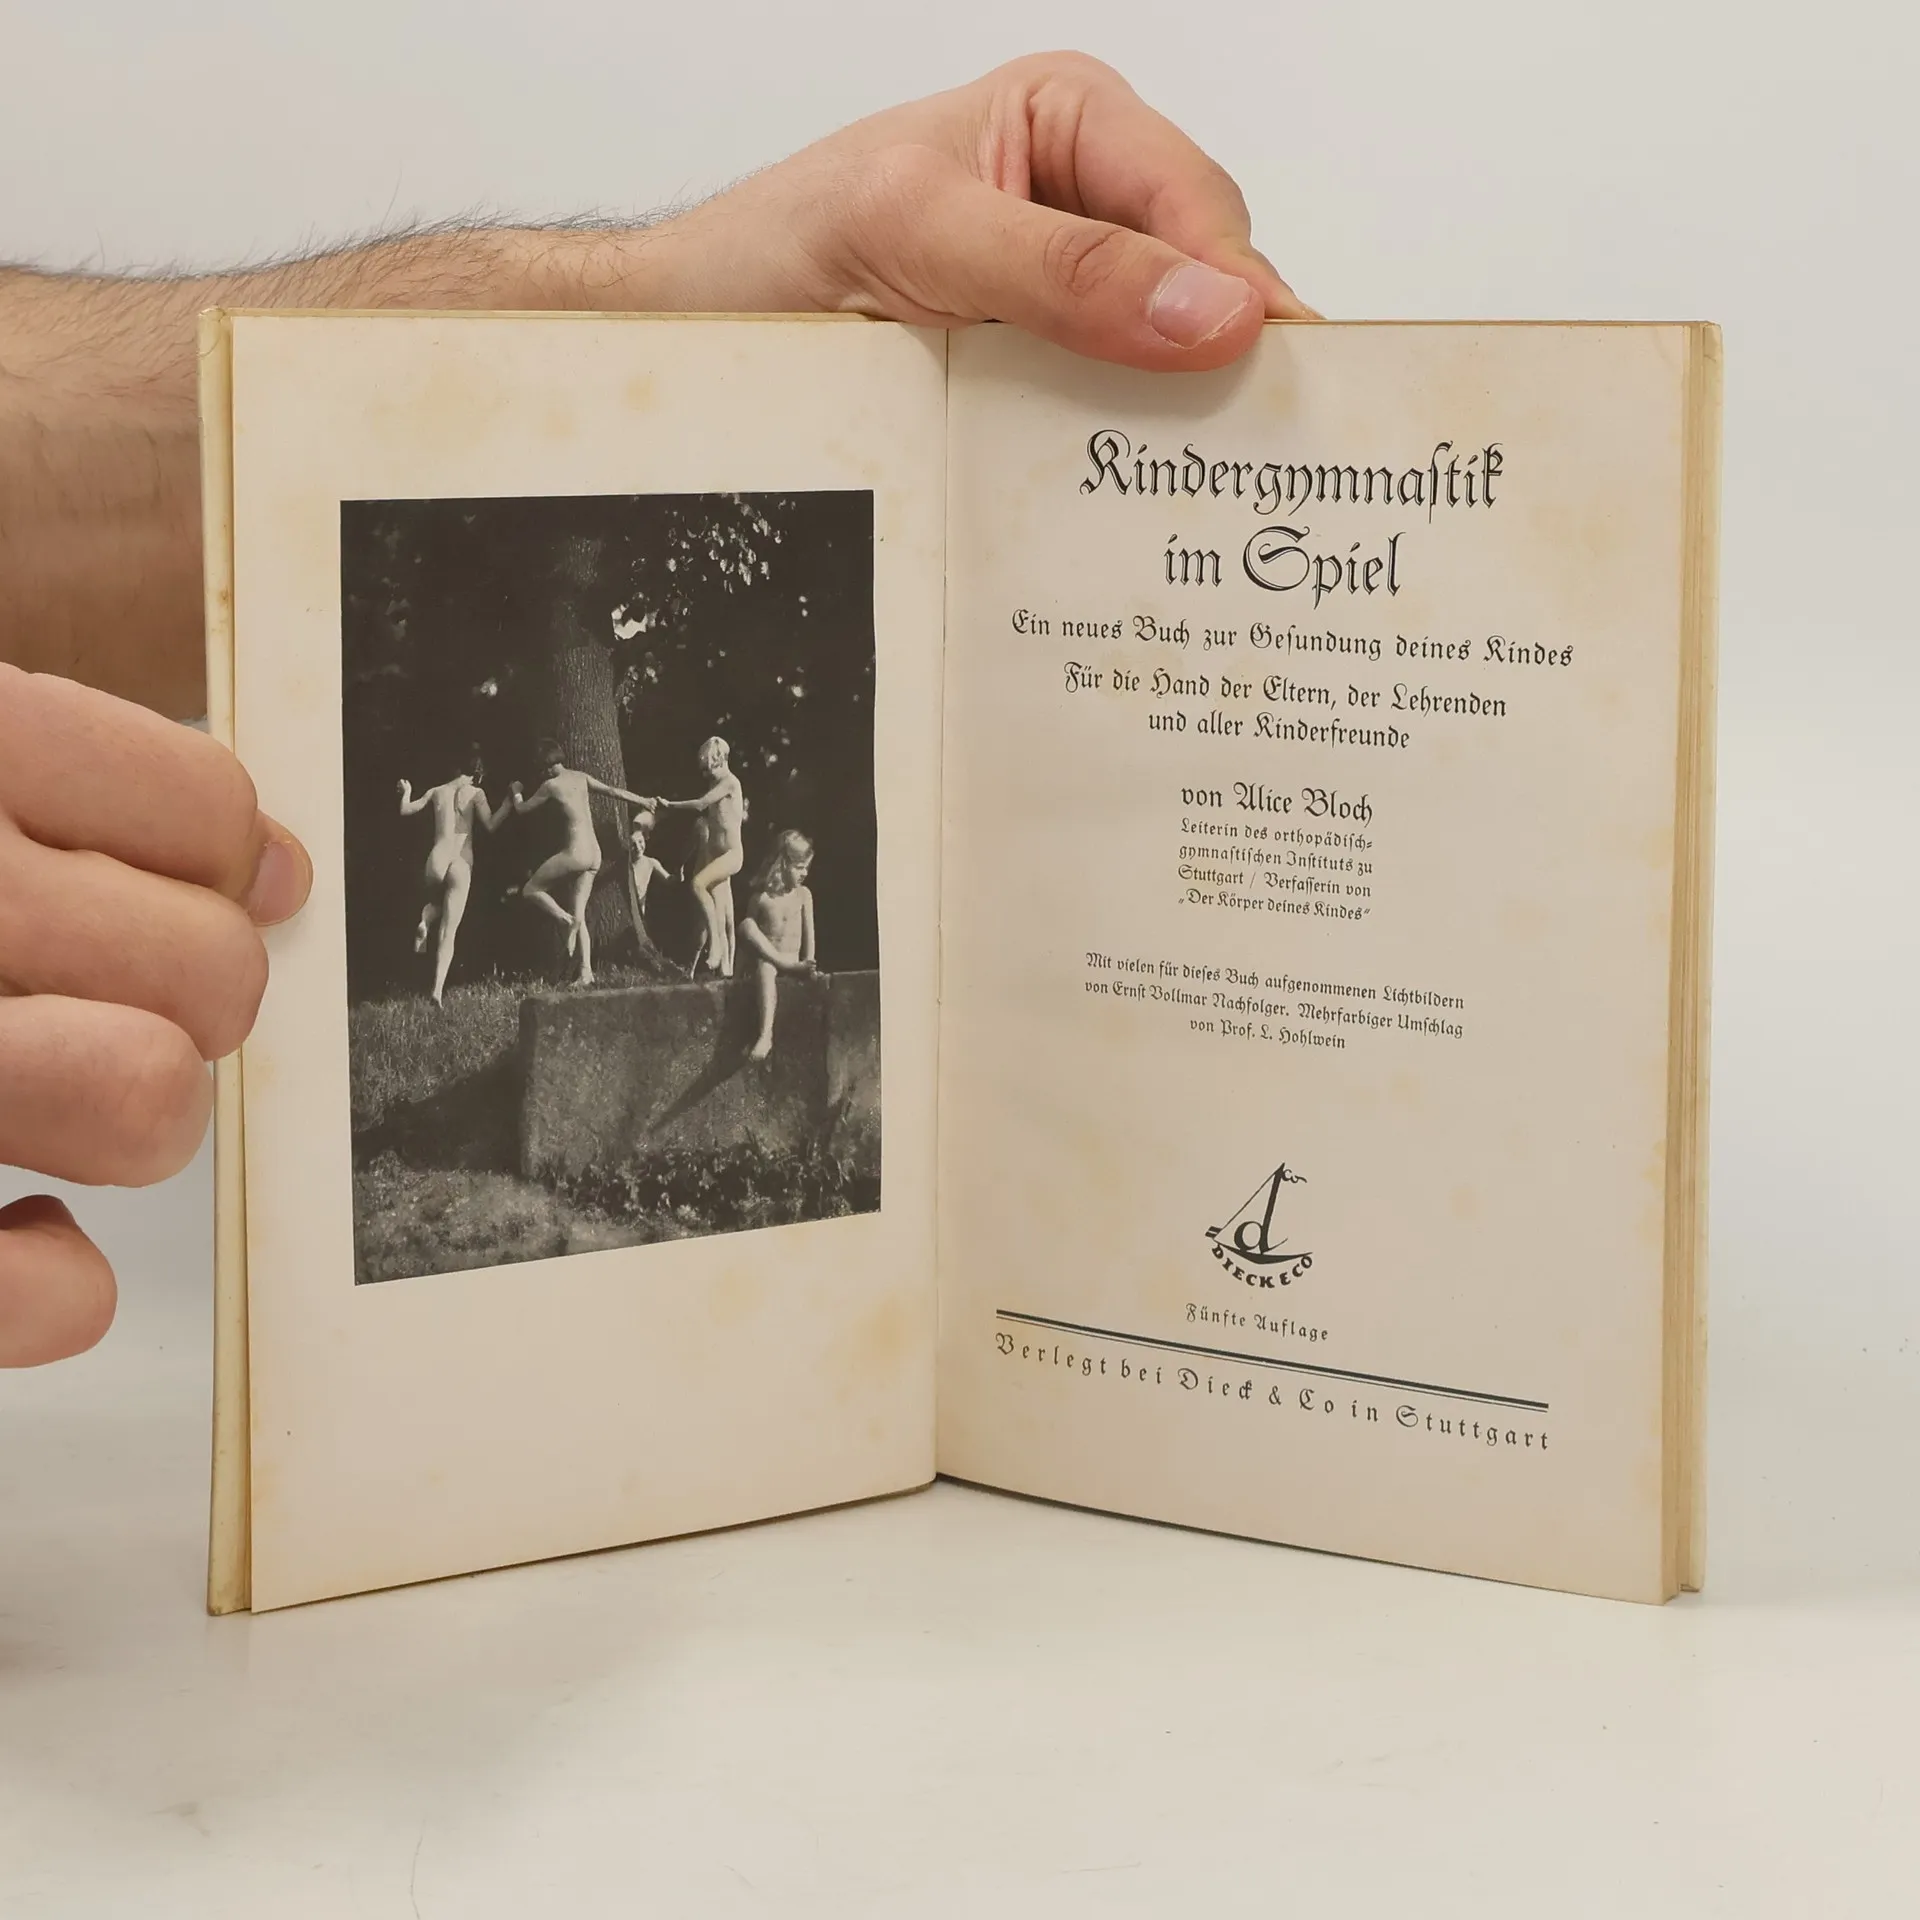 Kindergymnastik
im Spiel
Ein neues Buch zur Gesundung deines Kindes
Für die Hand der Eltern, der Lehrenden
und aller Kinderfreunde
von Alice Bloch
Leiterin des orthopädisch-
gymnastischen Instituts zu
Stuttgart / Verfasserin von
„Der Körper deines Kindes“
Mit vielen für dieses Buch aufgenommenen Lichtbildern
von Ernst Vollmar Nachfolger. Mehrfarbiger Umschlag
von Prof. L. Hohlwein
Co
d
DIECK & CO
Fünfte Auflage
Verlegt bei Dieck & Co in Stuttgart